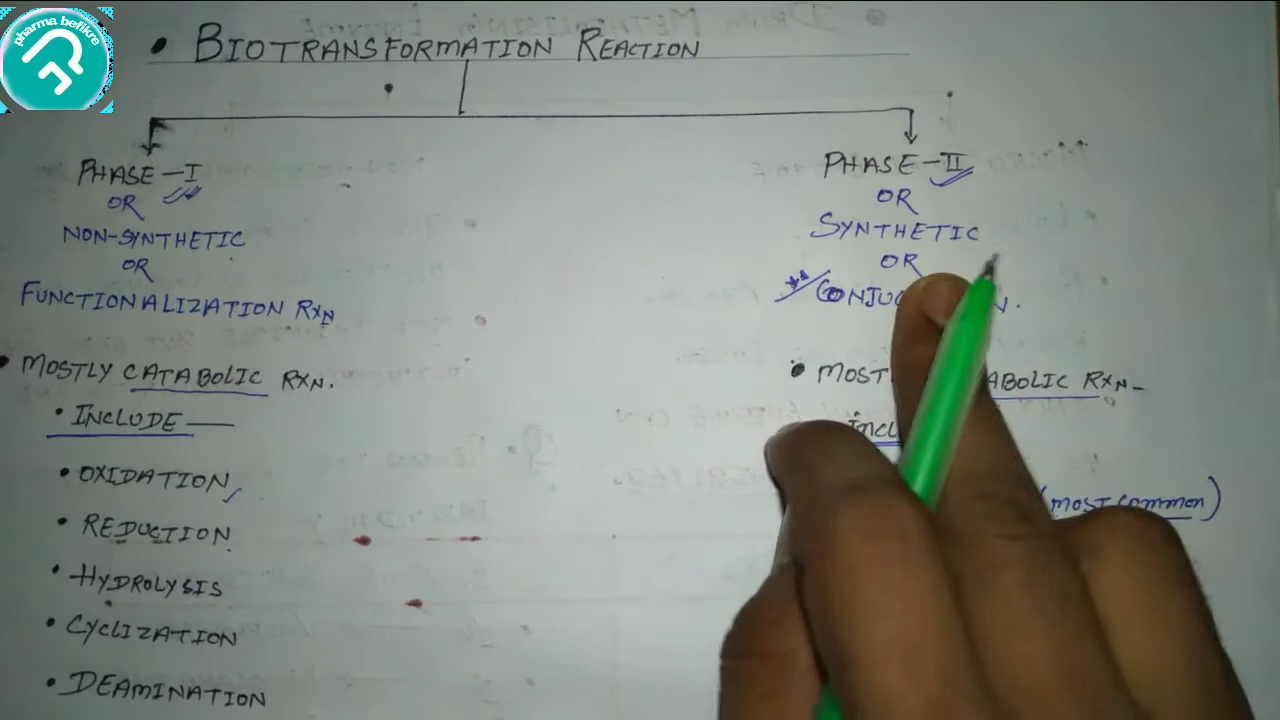 pharma befikre
• BIOTRANSFORMATION REACTION
PHASE-I
OR
NON-SYNTHETIC
OR
FUNCTIONALIZATION RXN
• MOSTLY CATABOLIC RXN.
• INCLUDE —
• OXIDATION
• REDUCTION
• HYDROLYSIS
• CYCLIZATION
• DEAMINATION
PHASE-II
OR
SYNTHETIC
OR
RXN-
(MOST COMMON)